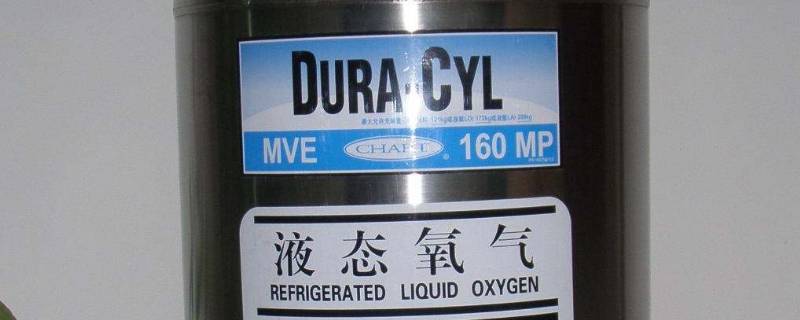 DURA-CYL
MVE CHART ® 160 MP
液态氧气
REFRIGERATED LIQUID OXYGEN